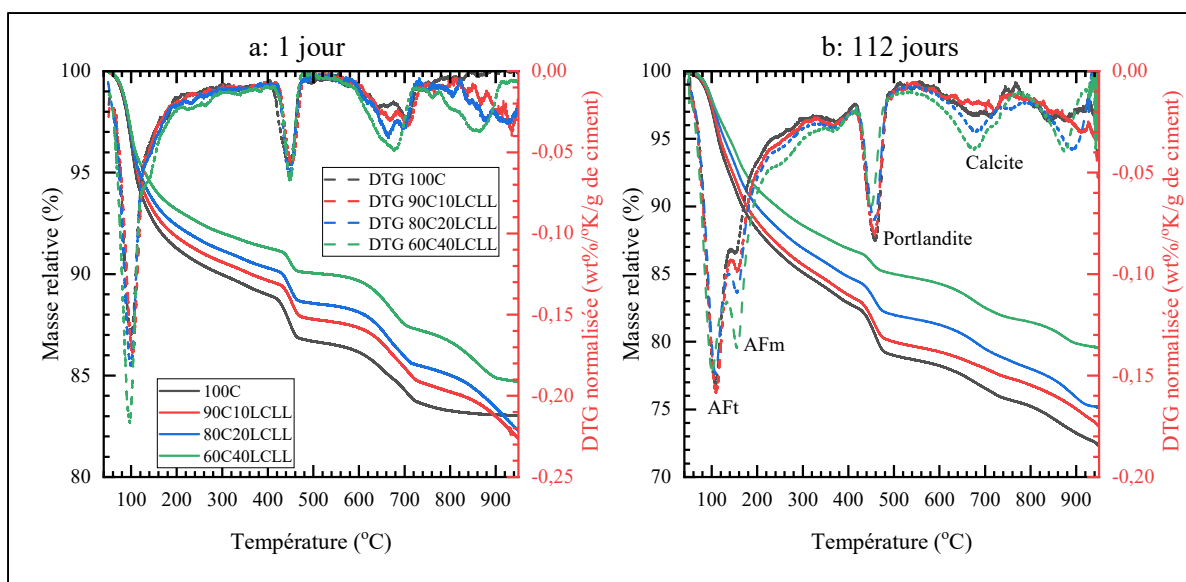 a: 1 jour
100
95
90
85
80
Masse relative (%)
0,00
-0,05
-0,10
-0,15
-0,20
-0,25
DTG normalisée (wt%/°K/g de ciment)
DTG 100C
DTG 90C10LCLL
DTG 80C20LCLL
DTG 60C40LCLL
100C
90C10LCLL
80C20LCLL
60C40LCLL
100 200 300 400 500 600 700 800 900
Température (°C)
b: 112 jours
100
95
90
85
80
75
70
Masse relative (%)
0,00
-0,05
-0,10
-0,15
-0,20
DTG normalisée (wt%/°K/g de ciment)
Calcite
Portlandite
AFm
AFt
100 200 300 400 500 600 700 800 900
Température (°C)